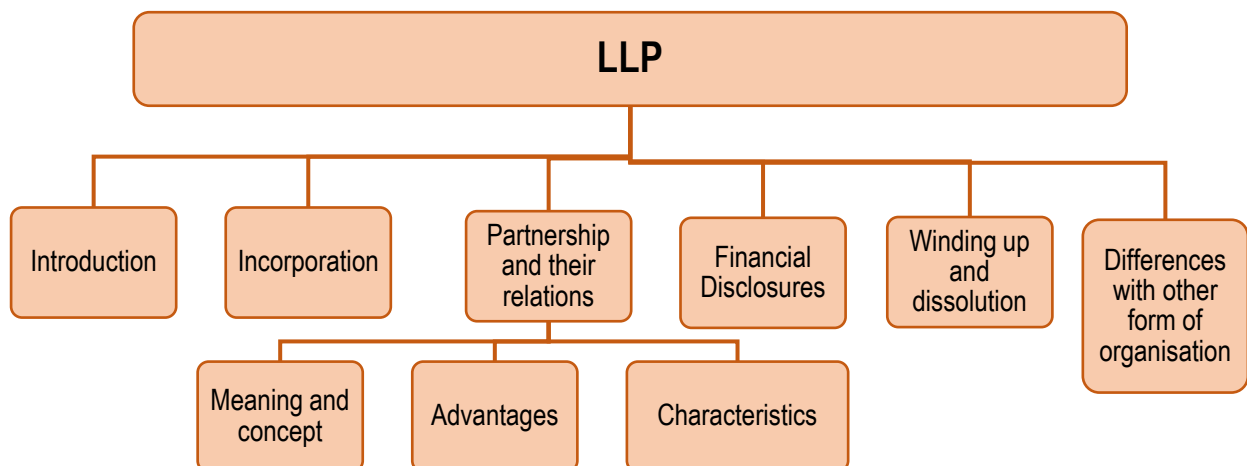 LLP
Introduction
Incorporation
Partnership
and their
relations
Financial
Disclosures
Winding up
and
dissolution
Differences
with other
form of
organisation
Meaning and
concept
Advantages
Characteristics